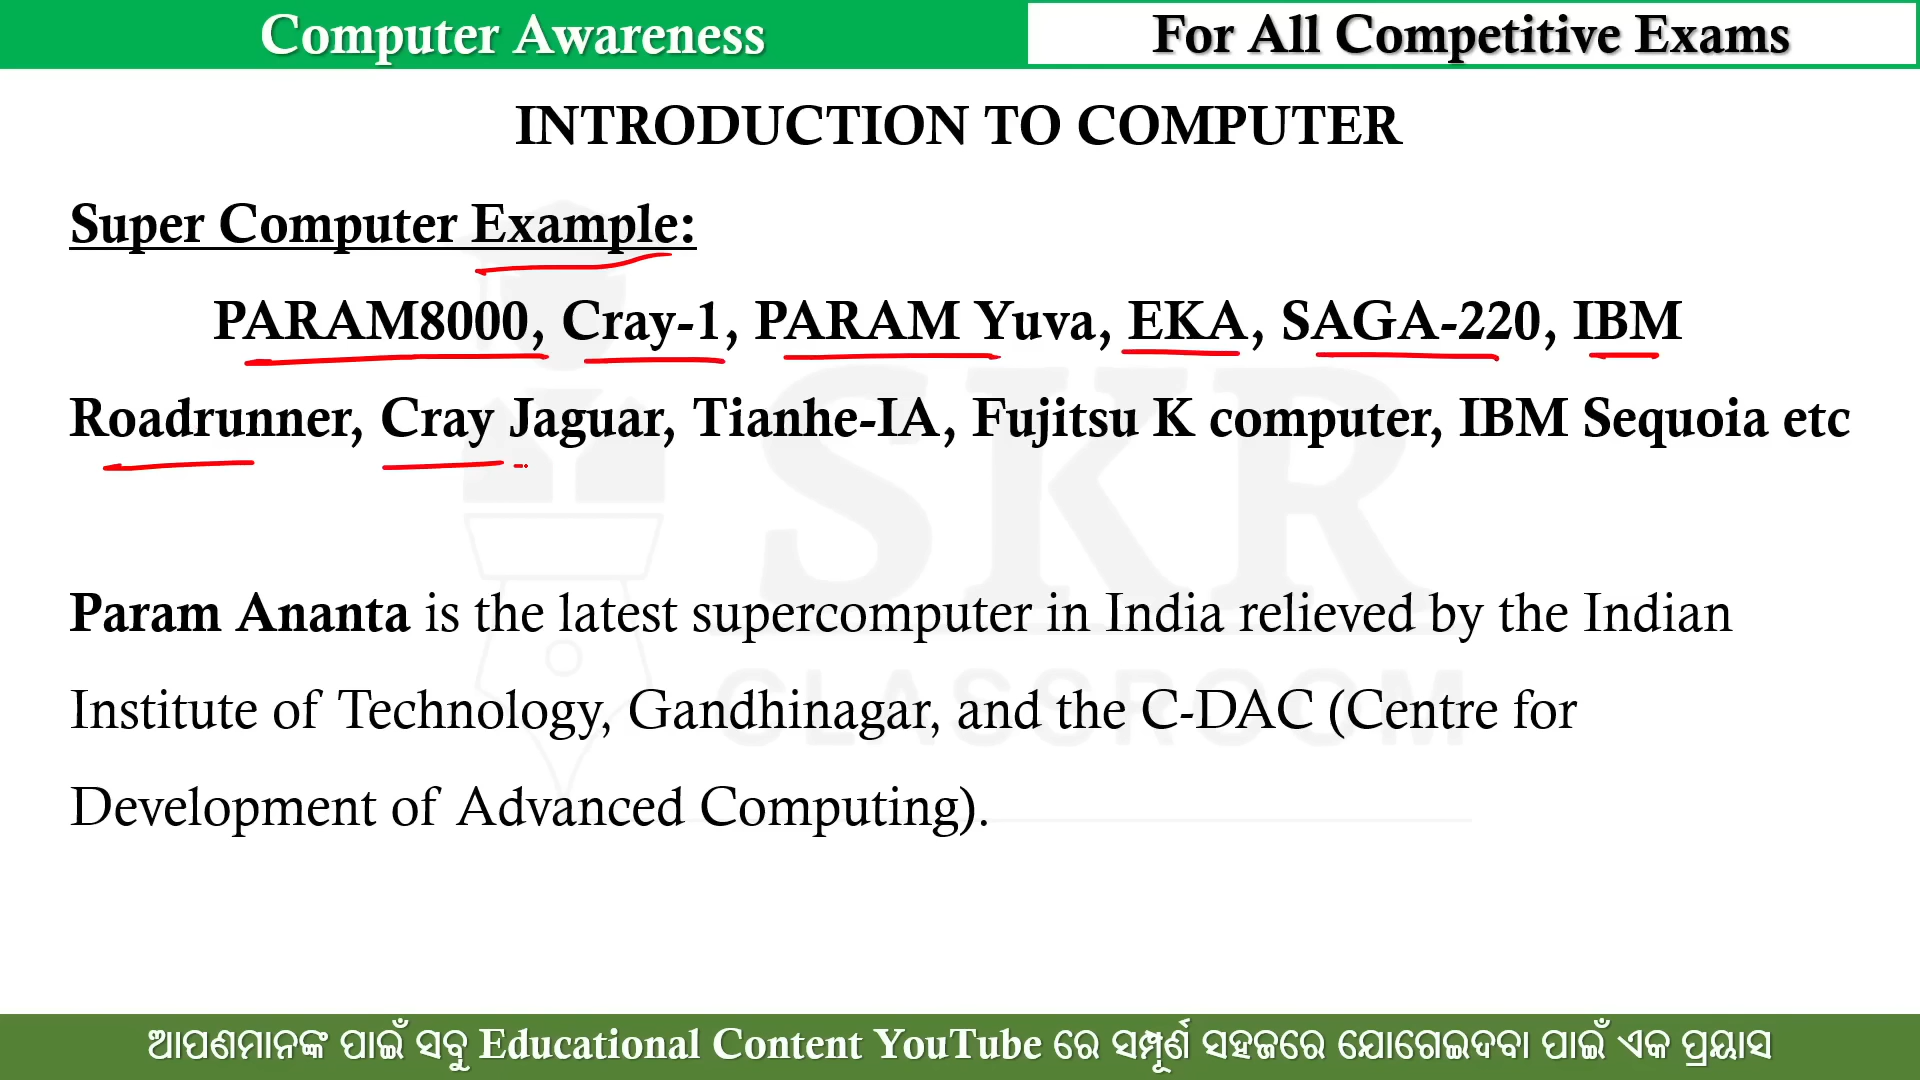 Computer Awareness
For All Competitive Exams
INTRODUCTION TO COMPUTER
Super Computer Example:
PARAM8000, Cray-1, PARAM Yuva, EKA, SAGA-220, IBM
Roadrunner, Cray Jaguar, Tianhe-IA, Fujitsu K computer, IBM Sequoia etc
SKR
CLASSROOM
Param Ananta is the latest supercomputer in India relieved by the Indian
Institute of Technology, Gandhinagar, and the C-DAC (Centre for
Development of Advanced Computing).
ଆପଣମାନଙ୍କ ପାଇଁ ସବୁ Educational Content YouTube ରେ ସମ୍ପୂର୍ଣ ସହଜରେ ଯୋଗେଇଦବା ପାଇଁ ଏକ ପ୍ରୟାସ